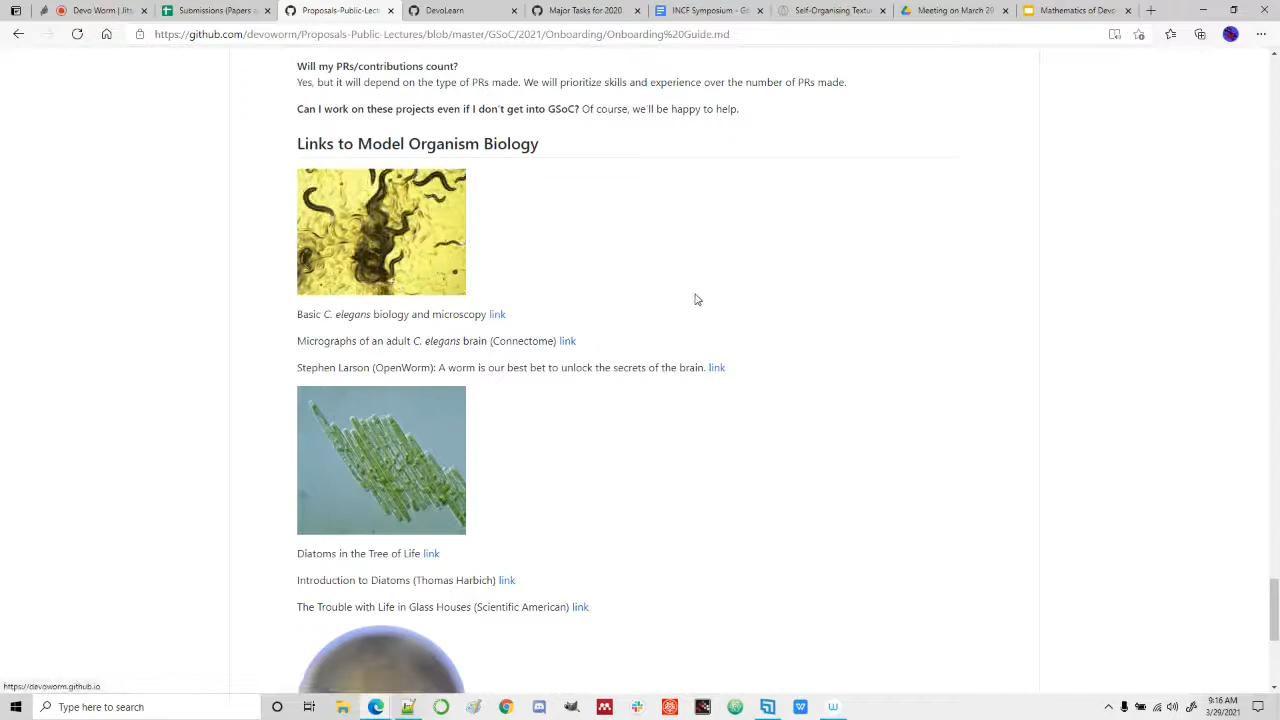 Devo Worm | Jits
Submissions (Pages
Proposals-Public-Lect
DevoLearn
Major Tasks for 2020
INCF Symposium - G
Self-Organising Textu
Meeting on March 29
Mathematics of Dev
https://github.com/devoworm/Proposals-Public-Lectures/blob/master/GSoC/2021/Onboarding/Onboarding%20Guide.md
Will my PRs/contributions count?
Yes, but it will depend on the type of PRs made. We will prioritize skills and experience over the number of PRs made.
Can I work on these projects even if I don't get into GSoC? Of course, we'll be happy to help.
Links to Model Organism Biology
Basic C. elegans biology and microscopy link
Micrographs of an adult C. elegans brain (Connectome) link
Stephen Larson (OpenWorm): A worm is our best bet to unlock the secrets of the brain. link
Diatoms in the Tree of Life link
Introduction to Diatoms (Thomas Harbich) link
The Trouble with Life in Glass Houses (Scientific American) link
https://devoworm.github.io
Type here to search
9:16 AM
3/29/2021